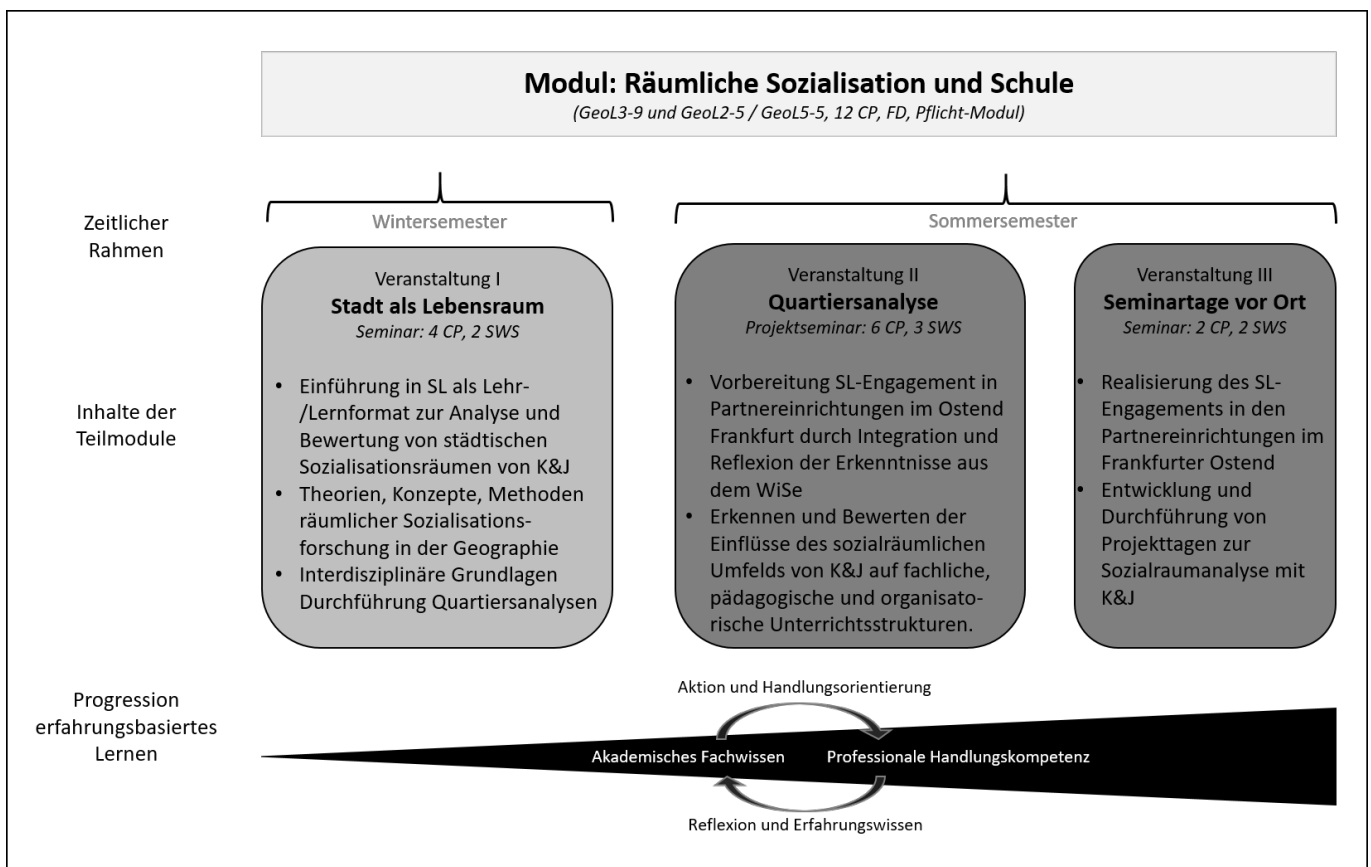 Modul: Räumliche Sozialisation und Schule
(GeoL3-9 und GeoL2-5 / GeoL5-5, 12 CP, FD, Pflicht-Modul)
Zeitlicher
Rahmen
Wintersemester
Sommersemester
Inhalte der
Teilmodule
Veranstaltung I
Stadt als Lebensraum
Seminar: 4 CP, 2 SWS
• Einführung in SL als Lehr-
/Lernformat zur Analyse und
Bewertung von städtischen
Sozialisationsräumen von K&J
• Theorien, Konzepte, Methoden
räumlicher Sozialisations-
forschung in der Geographie
• Interdisziplinäre Grundlagen
Durchführung Quartiersanalysen
Veranstaltung II
Quartiersanalyse
Projektseminar: 6 CP, 3 SWS
• Vorbereitung SL-Engagement in
Partnereinrichtungen im Ostend
Frankfurt durch Integration und
Reflexion der Erkenntnisse aus
dem WiSe
• Erkennen und Bewerten der
Einflüsse des sozialräumlichen
Umfelds von K&J auf fachliche,
pädagogische und organisato-
rische Unterrichtsstrukturen.
Veranstaltung III
Seminartage vor Ort
Seminar: 2 CP, 2 SWS
• Realisierung des SL-
Engagements in den
Partnereinrichtungen im
Frankfurter Ostend
• Entwicklung und
Durchführung von
Projekttagen zur
Sozialraumanalyse mit
K&J
Progression
erfahrungsbasiertes
Lernen
Aktion und Handlungsorientierung
Akademisches Fachwissen
Professionale Handlungskompetenz
Reflexion und Erfahrungswissen